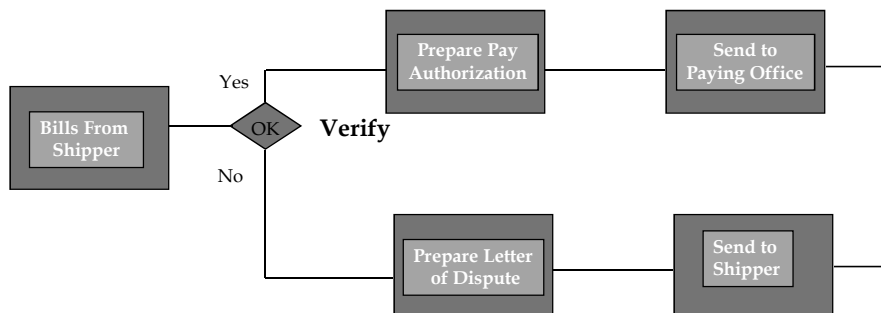 Bills From
Shipper
Yes
OK
Verify
No
Prepare Pay
Authorization
Send to
Paying Office
Prepare Letter
of Dispute
Send to
Shipper